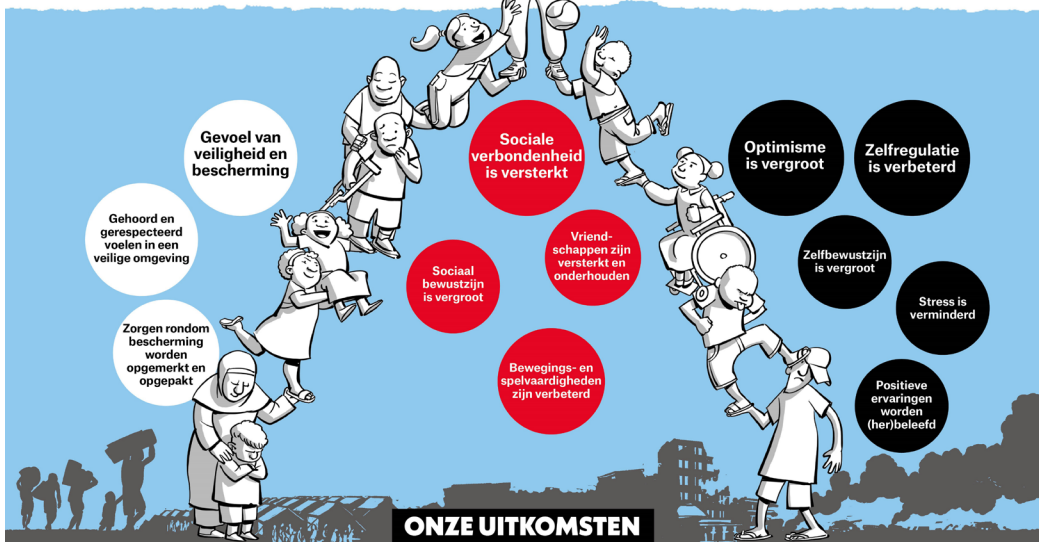 Gevoel van
veiligheid en
bescherming
Gehoord en
gerespecteerd
voelen in een
veilige omgeving
Zorgen rondom
bescherming
worden
opgemerkt en
opgepakt
Sociale
verbondenheid
is versterkt
Sociaal
bewustzijn
is vergroot
Vriend-
schappen zijn
versterkt en
onderhouden
Bewegings- en
spelvaardigheden
zijn verbeterd
Optimisme
is vergroot
Zelfregulatie
is verbeterd
Zelfbewustzijn
is vergroot
Stress is
verminderd
Positieve
ervaringen
worden
(her)beleefd
ONZE UITKOMSTEN